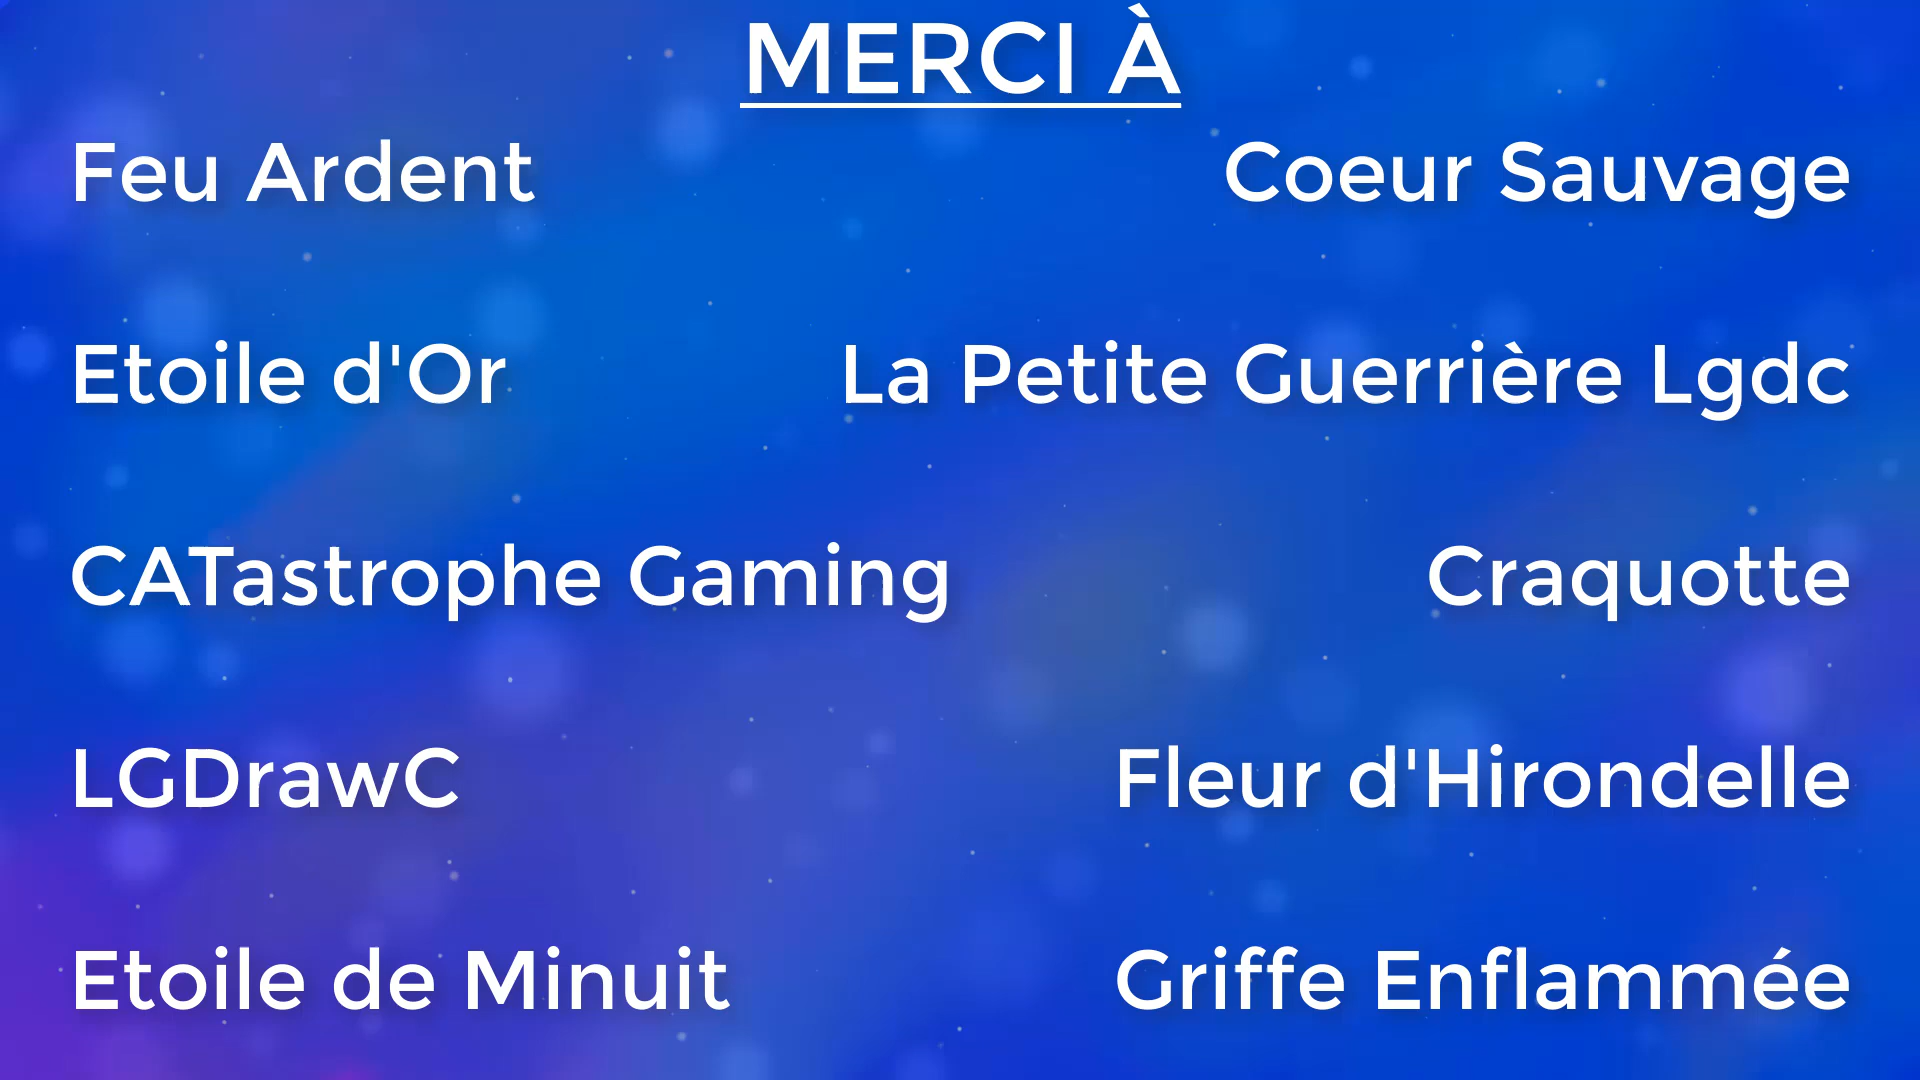 MERCI À
Feu Ardent
Coeur Sauvage
Etoile d'Or
La Petite Guerrière Lgdc
CATastrophe Gaming
Craquotte
LGDrawC
Fleur d'Hirondelle
Etoile de Minuit
Griffe Enflammée